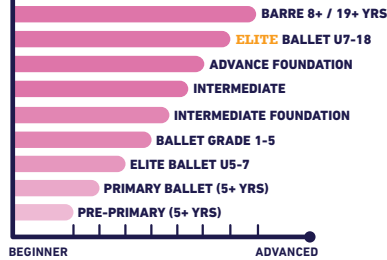 BARRE 8+ / 19+ YRS
ELITE BALLET U7-18
ADVANCE FOUNDATION
INTERMEDIATE
INTERMEDIATE FOUNDATION
BALLET GRADE 1-5
ELITE BALLET U5-7
PRIMARY BALLET (5+ YRS)
PRE-PRIMARY (5+ YRS)
BEGINNER ADVANCED